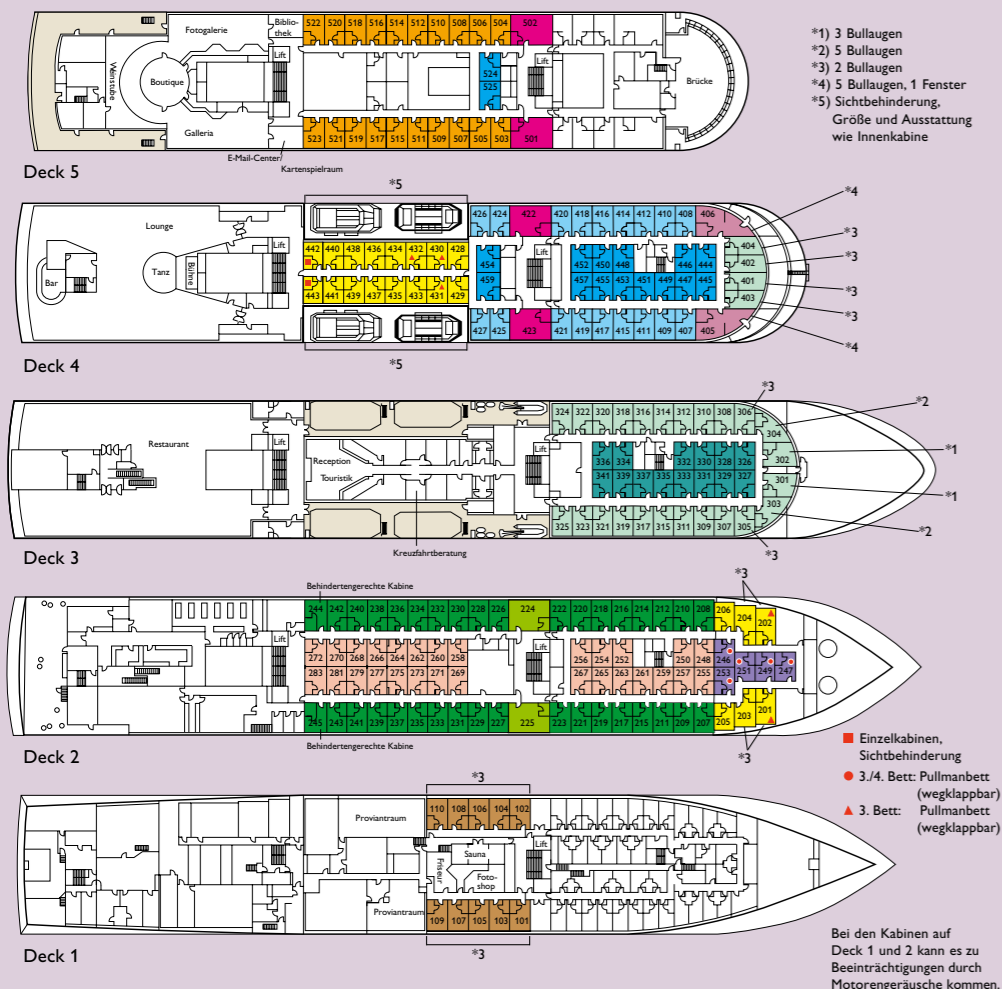 522 520 518 516 510 508 506 504 502
Biblio-
thek
Fotogalerie
Lift
Lift
Weinstube
Boutique
524
525
Brücke
Galleria
523 521 519 517 515 511 509 507 505 503 501
E-Mail-Center
Kartenspielraum
Deck 5
*1) 3 Bullaugen
*2) 5 Bullaugen
*3) 2 Bullaugen
*4) 5 Bullaugen, 1 Fenster
*5) Sichtbehinderung,
Größe und Ausstattung
wie Innenkabine
*5
*4
Lounge
426 424 422 420 418 416 414 412 410 408 406
*3
Lift
442 440 438 436 434 432 430 428
404
*3
Lift
454 452 450 448 446 444
402
Bar
Tanz
Bühne
401
*3
443 441 439 437 435 433 431 429
459 457 455 453 451 449 447 445
403
*3
427 425 423 421 419 417 415 411 409 407 405
*4
Deck 4
*5
*3
324 322 320 318 316 314 312 310 308 306
*2
304
Restaurant
Lift
Reception
Touristik
Lift
336 334 332 330 328 326
302
*1
341 339 337 335 333 331 329 327
301
*1
303
325 323 321 319 317 315 311 309 307 305
*2
Kreuzfahrtberatung
*3
Deck 3
Behindertengerechte Kabine
*3
244 242 240 238 236 234 232 230 228 226 224 222 220 218 216 214 212 210 208 206 204 202
Lift
272 270 268 266 264 262 260 258
Lift
256 254 252 250 248 246
283 281 279 277 275 273 271 269
267 265 263 261 259 257 255 253 251 249 247
245 243 241 239 237 235 233 231 229 227 225 223 221 219 217 215 211 209 207 205 203 201
Behindertengerechte Kabine
*3
Deck 2
Einzelkabinen,
Sichtbehinderung
3./4. Bett: Pullmanbett
(wegklappbar)
3. Bett: Pullmanbett
(wegklappbar)
*3
110 108 106 104 102
Proviantraum
Lift
Sauna
Friseur
Foto-
shop
Proviantraum
109 107 105 103 101
*3
Deck 1
Bei den Kabinen auf
Deck 1 und 2 kann es zu
Beeinträchtigungen durch
Motorengeräusche kommen.